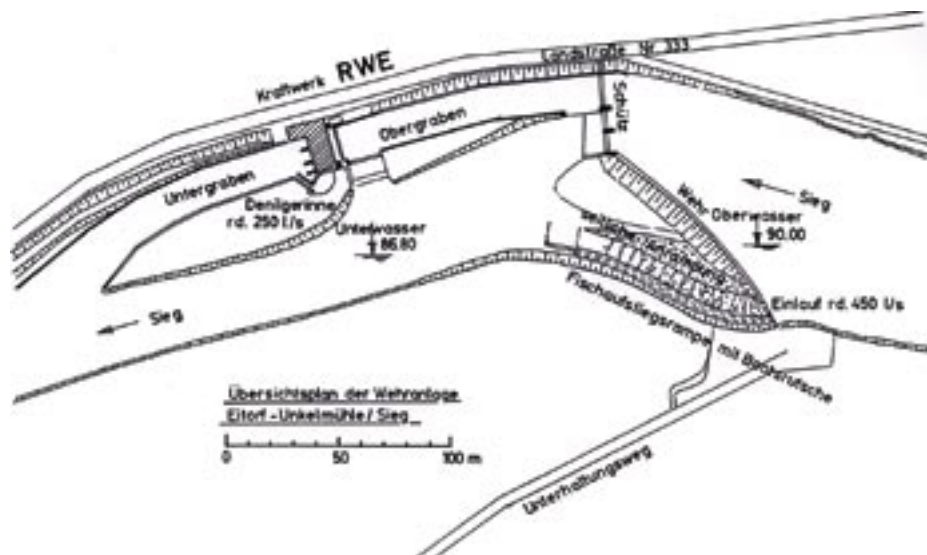 Landstraße Nr 333
Kraftwerk RWE
Schütz
Obergraben
Untergraben
Denilgerinne
rd. 250 l/s
Unterwasser
86.80
Wehr
Oberwasser
90.00
Sieg
Einlauf rd. 450 l/s
Fischaufstiegsrampe mit Bootsrutsche
Sieg
Übersichtsplan der Wehranlage
Eitorf - Unkelmühle / Sieg
0 50 100 m
Unterhaltungsweg